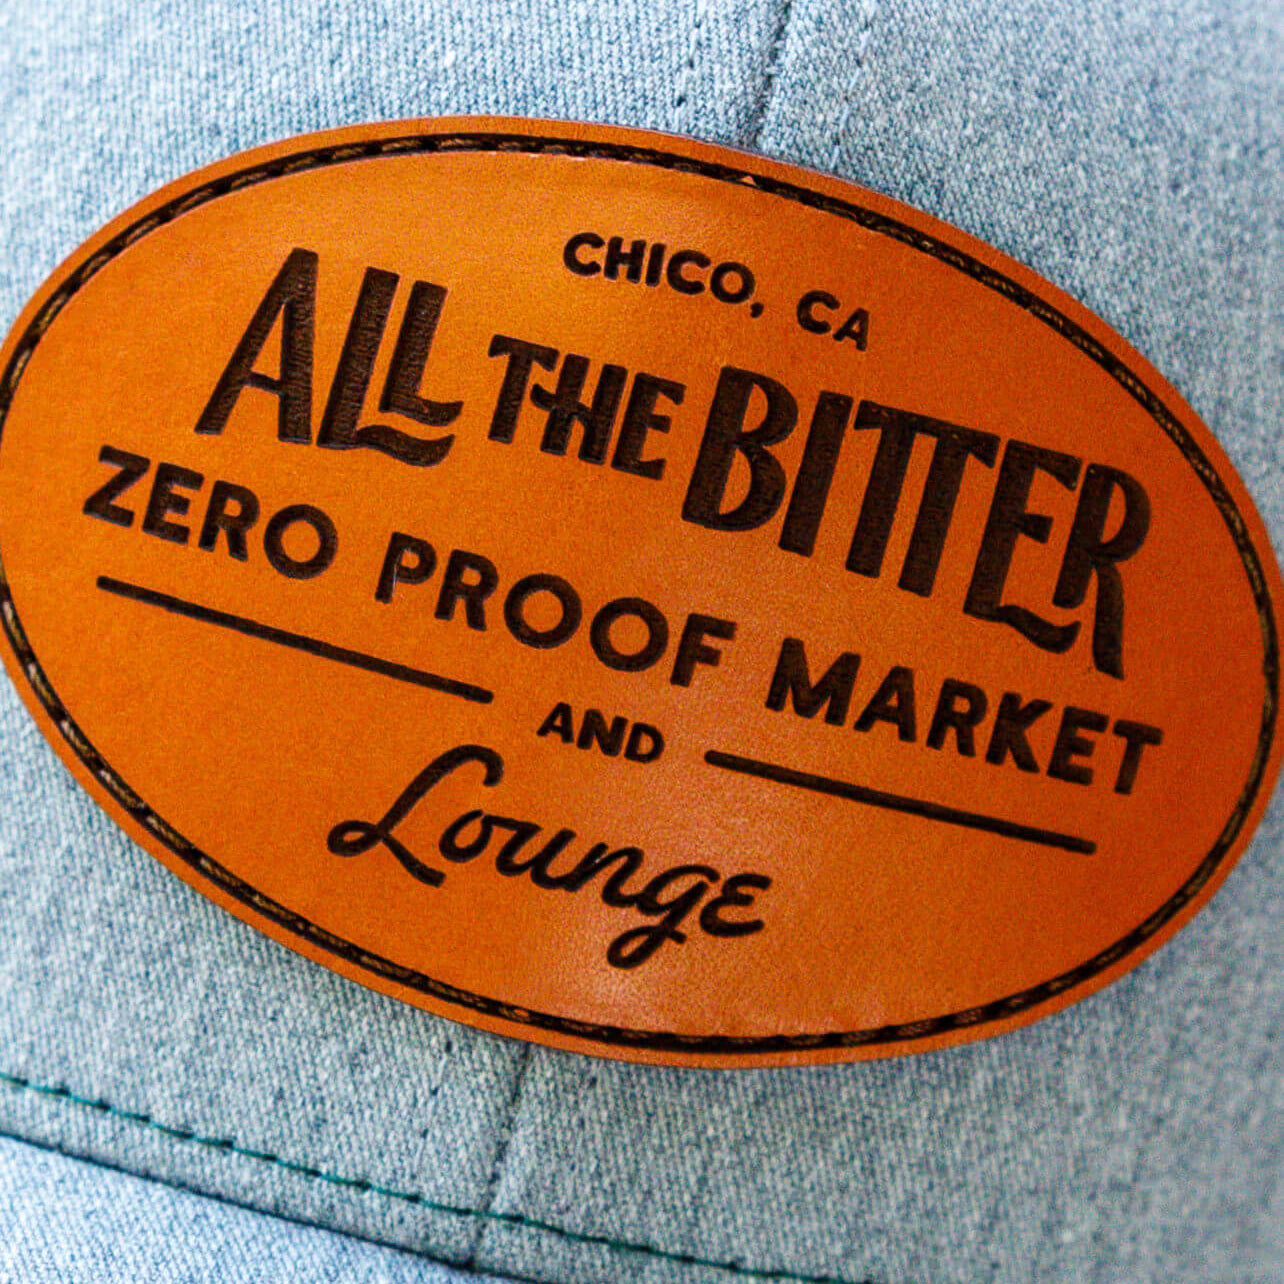 CHICO, CA
ALL THE BITTER
ZERO PROOF MARKET
AND
Lounge